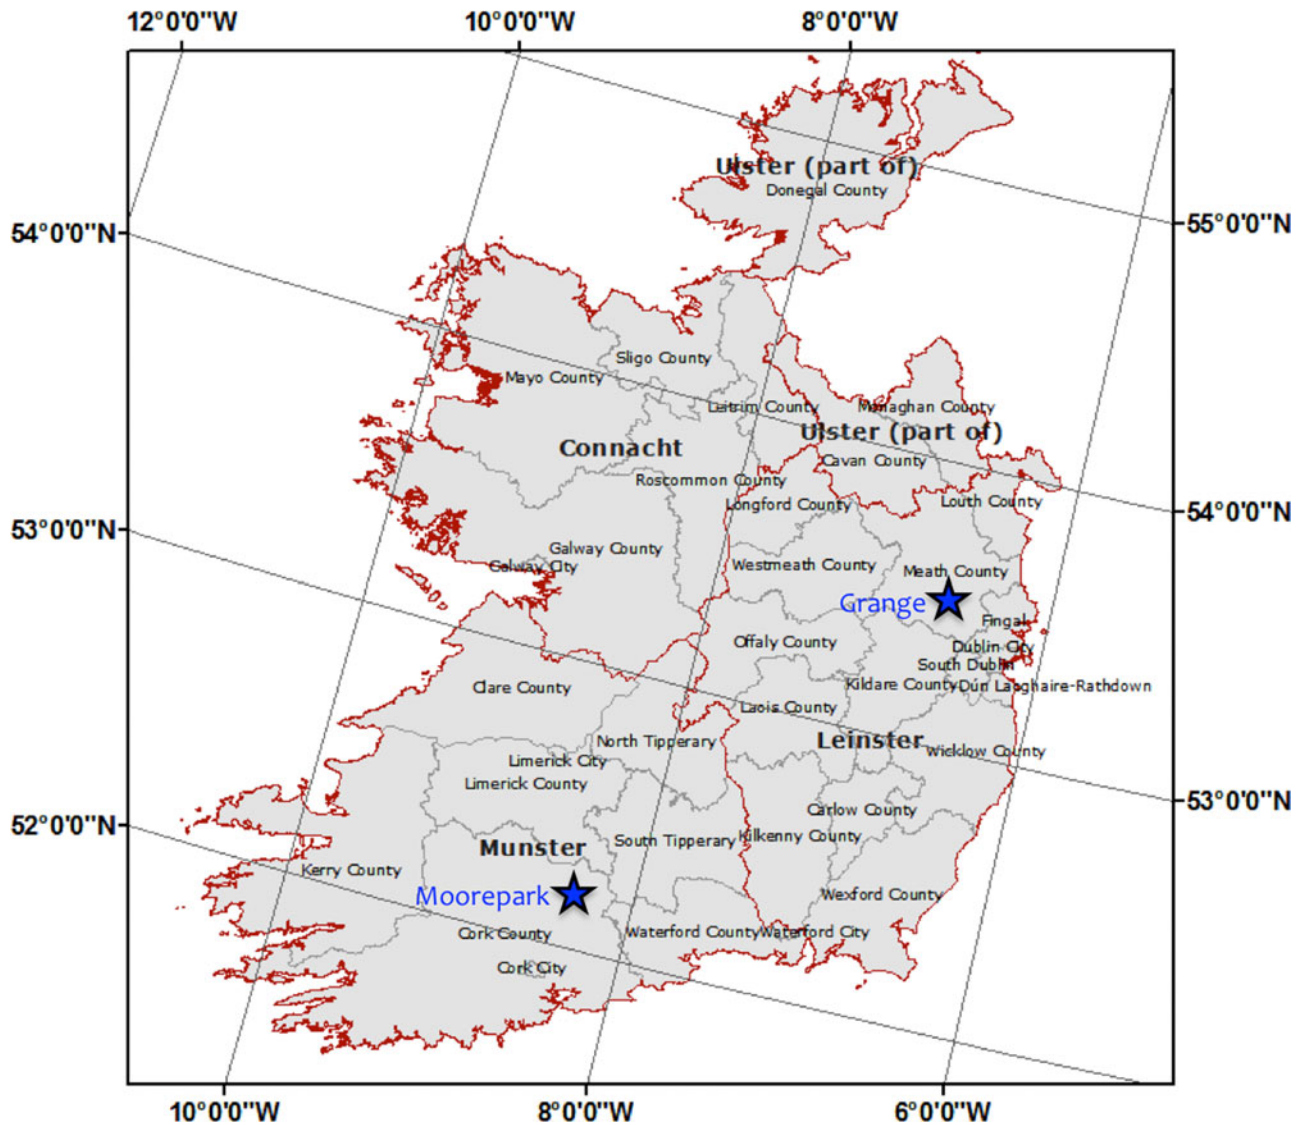 12°0'0"W 10°0'0"W 8°0'0"W
Ulster (part of)
Donegal County
54°0'0"N
55°0'0"N
Sligo County
Mayo County
Leitrim County
Monaghan County
Ulster (part of)
Connacht
Cavan County
Roscommon County
Longford County
Louth County
54°0'0"N
53°0'0"N
Galway County
Galway City
Westmeath County
Meath County
Grange
Fingal
Offaly County
Dublin City
South Dublin
Clare County
Kildare County
Dún Laoghaire-Rathdown
Laois County
North Tipperary
Leinster
Wicklow County
Limerick City
Limerick County
53°0'0"N
Carlow County
52°0'0"N
Kilkenny County
South Tipperary
Munster
Kerry County
Moorepark
Wexford County
Cork County
Waterford County
Waterford City
Cork City
10°0'0"W 8°0'0"W 6°0'0"W